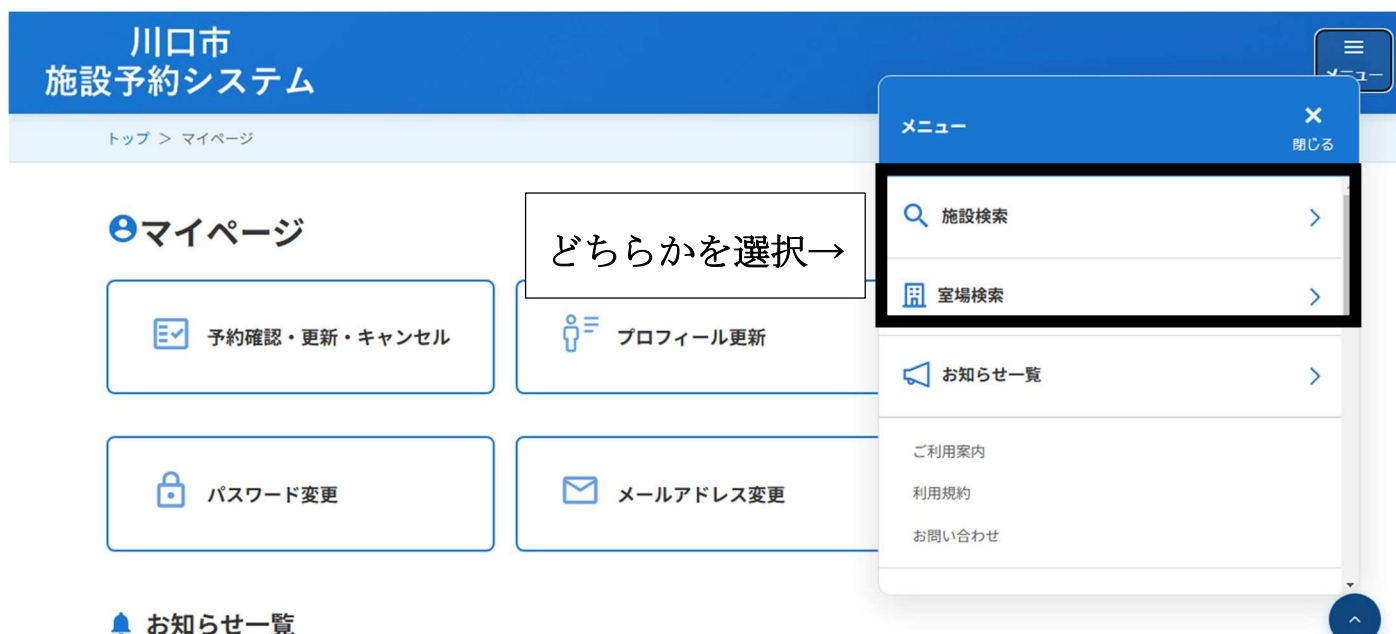 川口市
施設予約システム
メニュー
トップ > マイページ
メニュー
閉じる
マイページ
どちらかを選択→
施設検索
室場検索
予約確認・更新・キャンセル
プロフィール更新
お知らせ一覧
パスワード変更
メールアドレス変更
ご利用案内
利用規約
お問い合わせ
お知らせ一覧